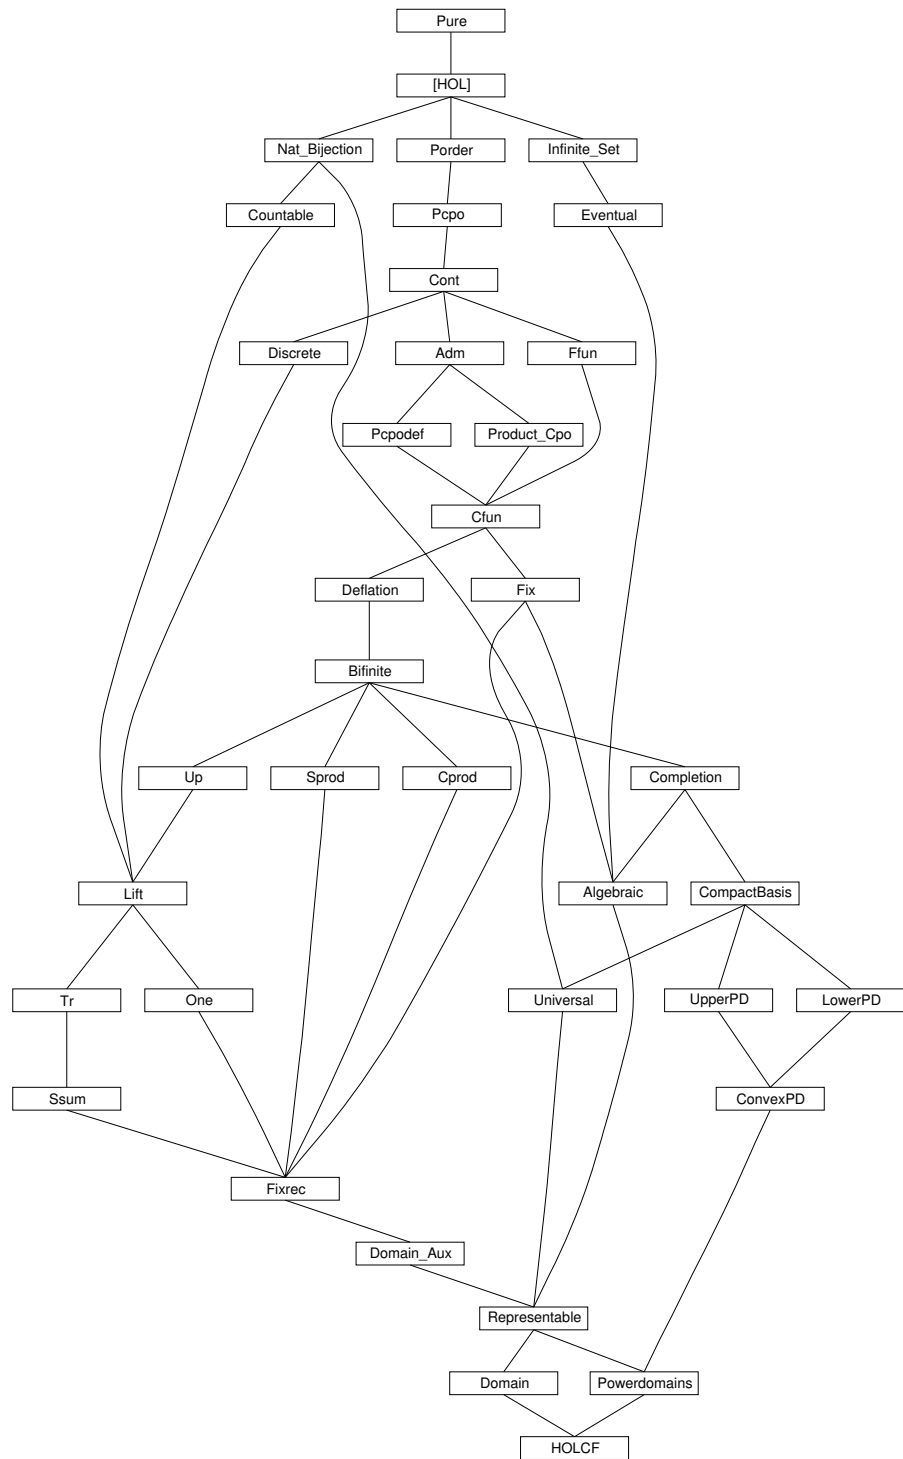 Pure
[HOL]
Nat_Bijection
Porder
Infinite_Set
Countable
Pcpo
Eventual
Cont
Discrete
Adm
Ffun
Pcpodef
Product_Cpo
Cfun
Deflation
Fix
Bifinite
Up
Sprod
Cprod
Completion
Lift
Algebraic
CompactBasis
Tr
One
Universal
UpperPD
LowerPD
Ssum
ConvexPD
Fixrec
Domain_Aux
Representable
Domain
Powerdomains
HOLCF